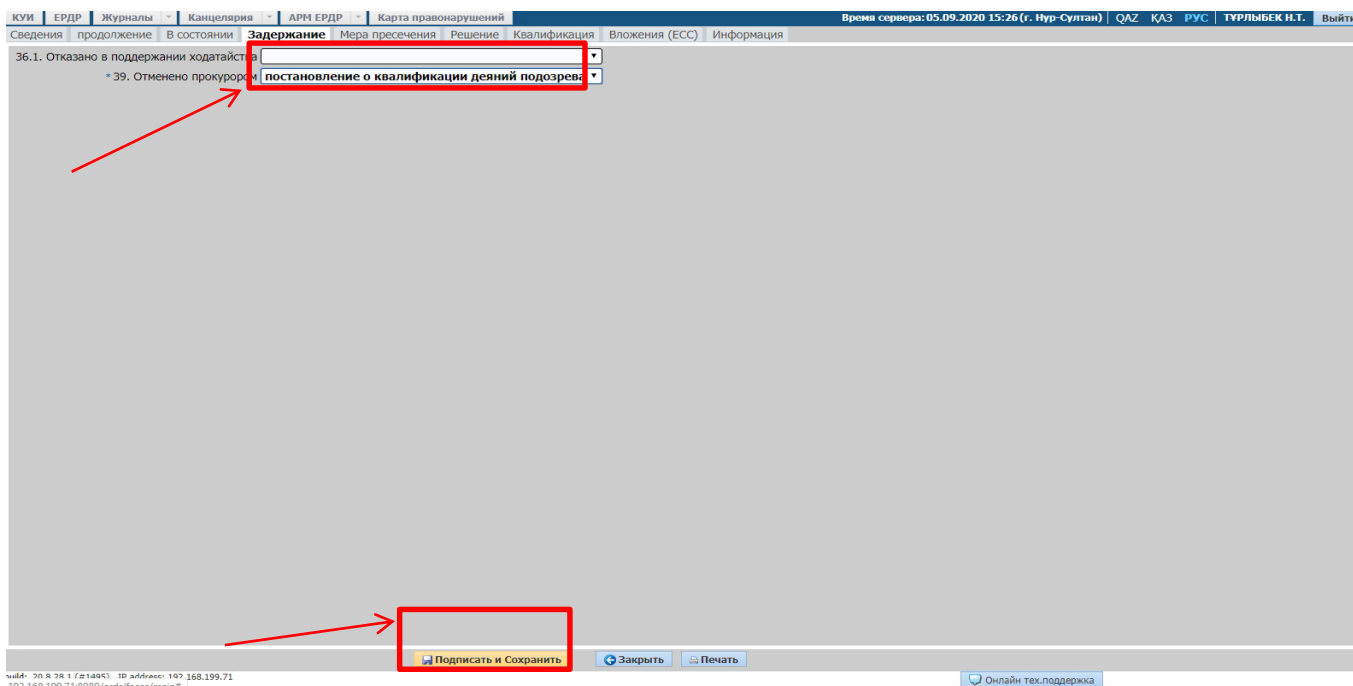 КУИ ЕРДР Журналы Канцелярия АРМ ЕРДР Карта правонарушений Время сервера: 05.09.2020 15:26 (г. Нур-Султан) QAZ ҚАЗ РУС ТҰРЛЫБЕК Н.Т. Выйти
Сведения продолжение В состоянии Задержание Мера пресечения Решение Квалификация Вложения (ЕСС) Информация
36.1. Отказано в поддержании ходатайства
* 39. Отменено прокурором постановление о квалификации деяний подозрева
Подписать и Сохранить Закрыть Печать
build: 20.8.28.1 (#1495) IP address: 192.168.199.71
Онлайн тех.поддержка